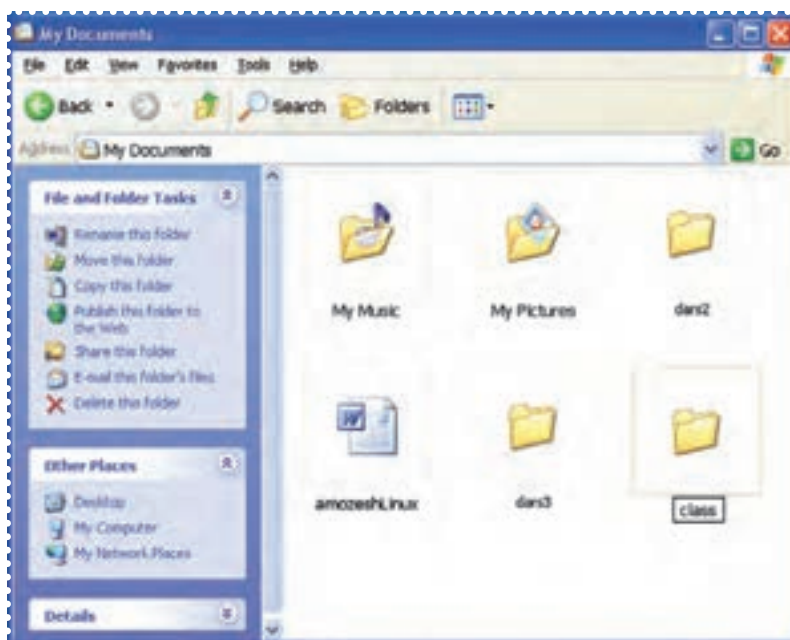 My Documents
File Edit View Favorites Tools Help
Back Search Folders
Address My Documents Go
File and Folder Tasks
Rename this folder
Move this folder
Copy this folder
Publish this folder to
the Web
Share this folder
E-mail this folder's files
Delete this folder
Other Places
Desktop
My Computer
My Network Places
Details
My Music My Pictures dars2
amozeshLinux dars3 class